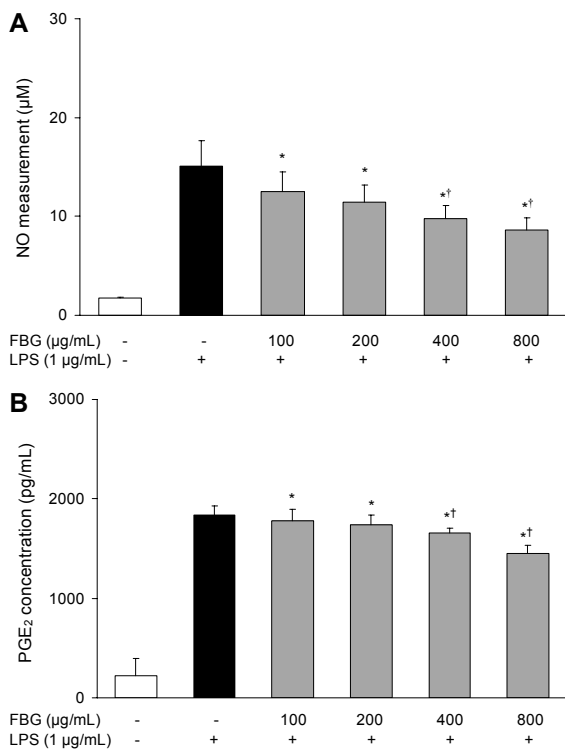 A
NO measurement (µM)
30
20
10
0
* * *† *†
FBG (µg/mL) - - 100 200 400 800
LPS (1 µg/mL) - + + + + +
B
PGE₂ concentration (pg/mL)
3000
2000
1000
0
* * *† *†
FBG (µg/mL) - - 100 200 400 800
LPS (1 µg/mL) - + + + + +